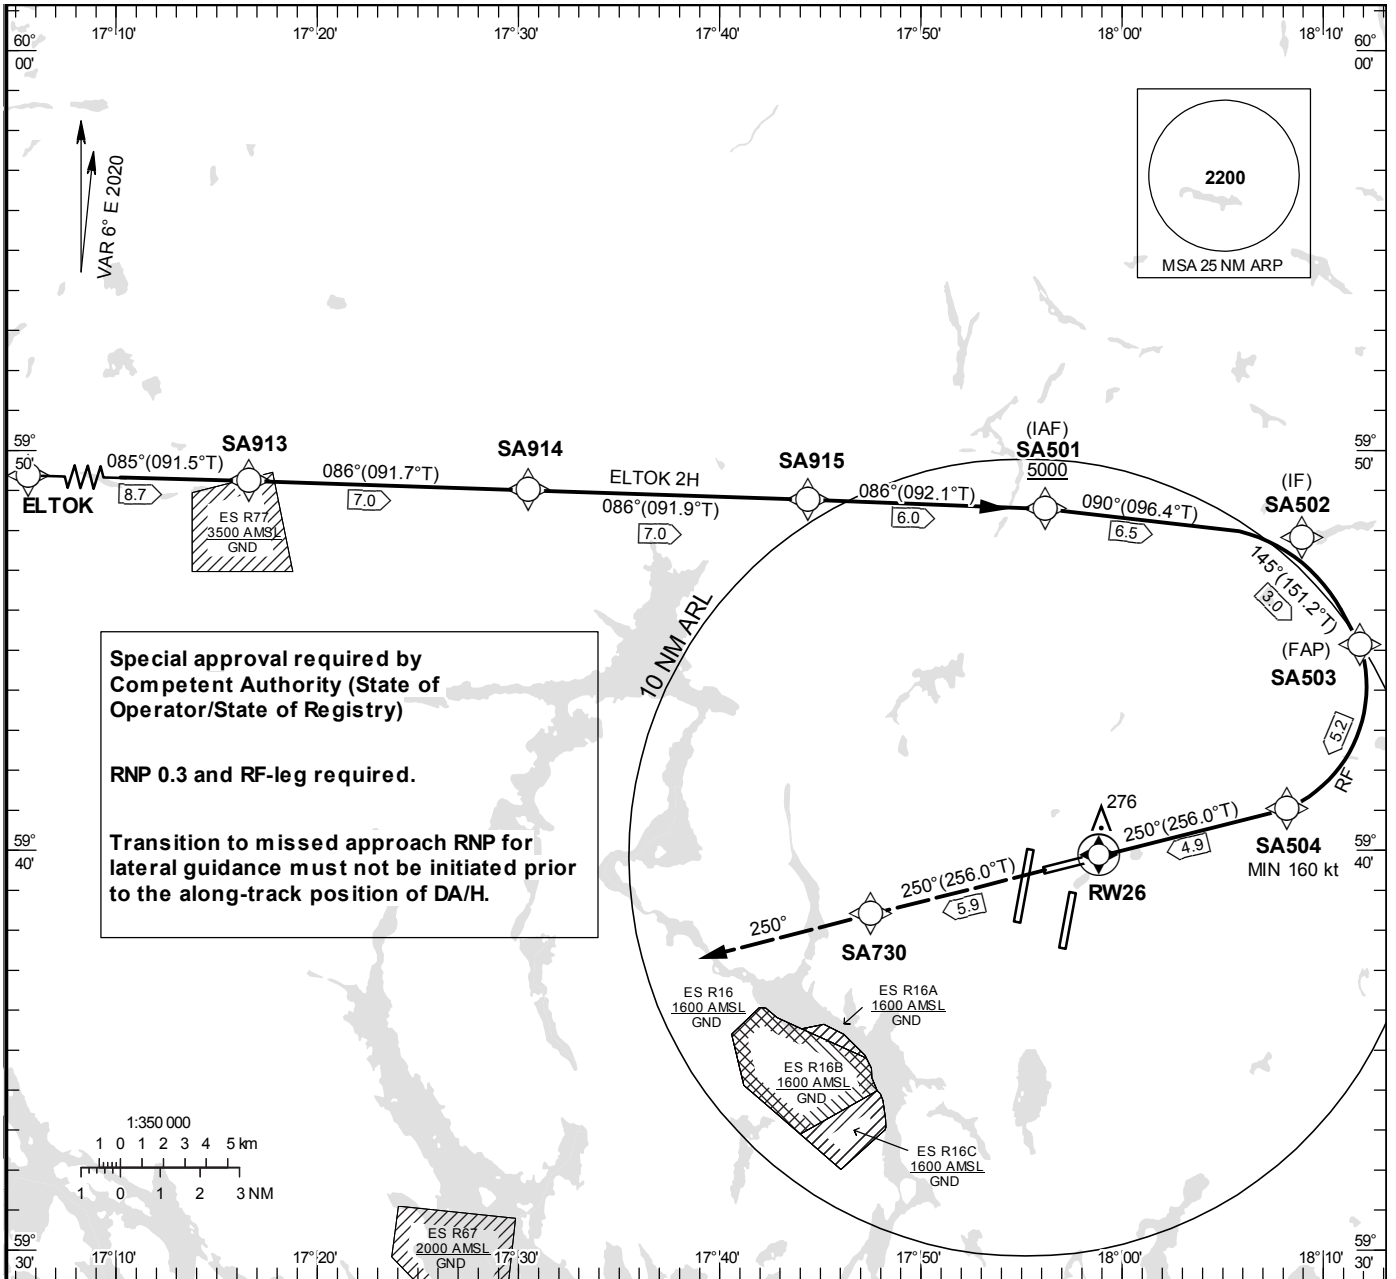 17°10' 17°20' 17°30' 17°40' 17°50' 18°00' 18°10'
60°
00'
60°
00'
VAR 6° E 2020
2200
MSA 25 NM ARP
59°
50'
59°
50'
ELTOK
085°(091.5°T)
8.7
SA913
ES R77
3500 AMSL
GND
086°(091.7°T)
7.0
SA914
ELTOK 2H
086°(091.9°T)
7.0
SA915
086°(092.1°T)
6.0
(IAF)
SA501
5000
090°(096.4°T)
6.5
(IF)
SA502
145°(151.2°T)
3.0
(FAP)
SA503
5.2
RF
10 NM ARL
Special approval required by
Competent Authority (State of
Operator/State of Registry)
RNP 0.3 and RF-leg required.
Transition to missed approach RNP for
lateral guidance must not be initiated prior
to the along-track position of DA/H.
59°
40'
59°
40'
276
250°(256.0°T)
4.9
SA504
MIN 160 kt
RW26
250°(256.0°T)
5.9
SA730
250°
ES R16
1600 AMSL
GND
ES R16A
1600 AMSL
GND
ES R16B
1600 AMSL
GND
ES R16C
1600 AMSL
GND
1:350 000
1 0 1 2 3 4 5 km
1 0 1 2 3 NM
ES R67
2000 AMSL
GND
59°
30'
59°
30'
17°10' 17°20' 17°30' 17°40' 17°50' 18°00' 18°10'